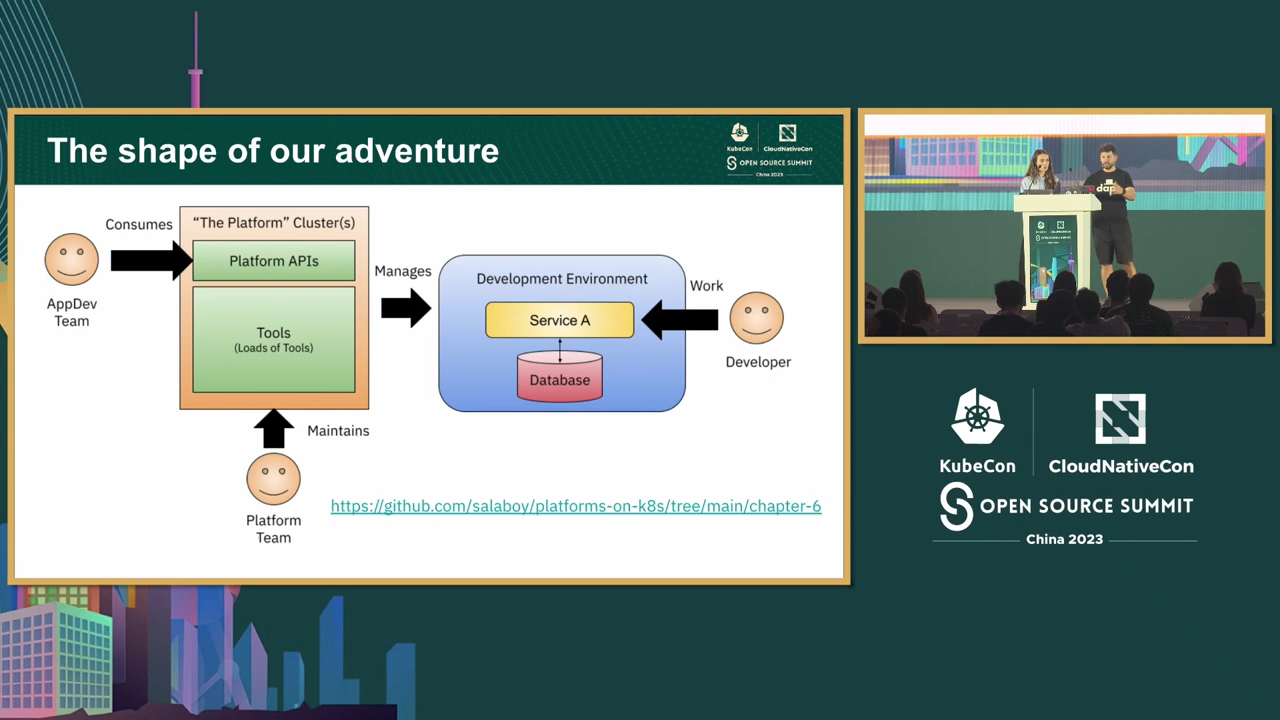 The shape of our adventure
KubeCon
CloudNativeCon
OPEN SOURCE SUMMIT
China 2023
Consumes
AppDev
Team
“The Platform” Cluster(s)
Platform APIs
Tools
(Loads of Tools)
Manages
Development Environment
Service A
Database
Work
Developer
Maintains
Platform
Team
https://github.com/salaboy/platforms-on-k8s/tree/main/chapter-6
dap
KubeCon
CloudNativeCon
OPEN SOURCE SUMMIT
China 2023